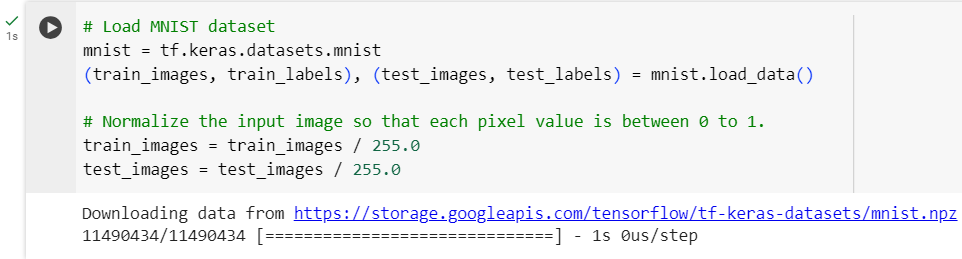 1s
# Load MNIST dataset
mnist = tf.keras.datasets.mnist
(train_images, train_labels), (test_images, test_labels) = mnist.load_data()
# Normalize the input image so that each pixel value is between 0 to 1.
train_images = train_images / 255.0
test_images = test_images / 255.0
Downloading data from https://storage.googleapis.com/tensorflow/tf-keras-datasets/mnist.npz
11490434/11490434 [==============================] - 1s 0us/step